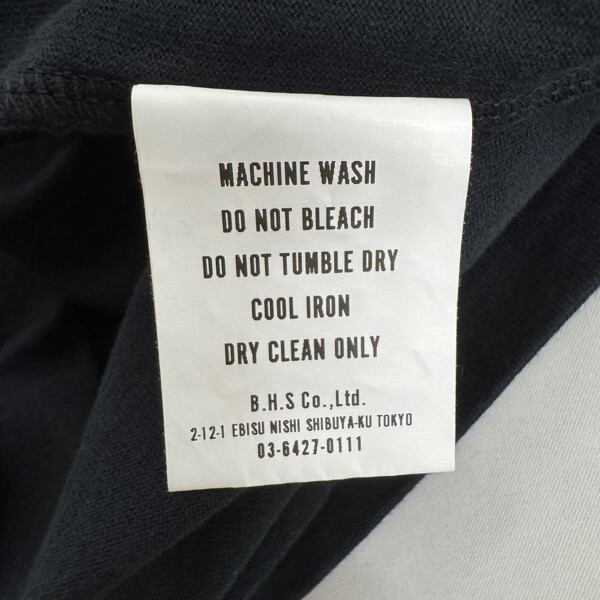 MACHINE WASH
DO NOT BLEACH
DO NOT TUMBLE DRY
COOL IRON
DRY CLEAN ONLY
B.H.S Co.,Ltd.
2-12-1 EBISU NISHI SHIBUYA-KU TOKYO
03-6427-0111